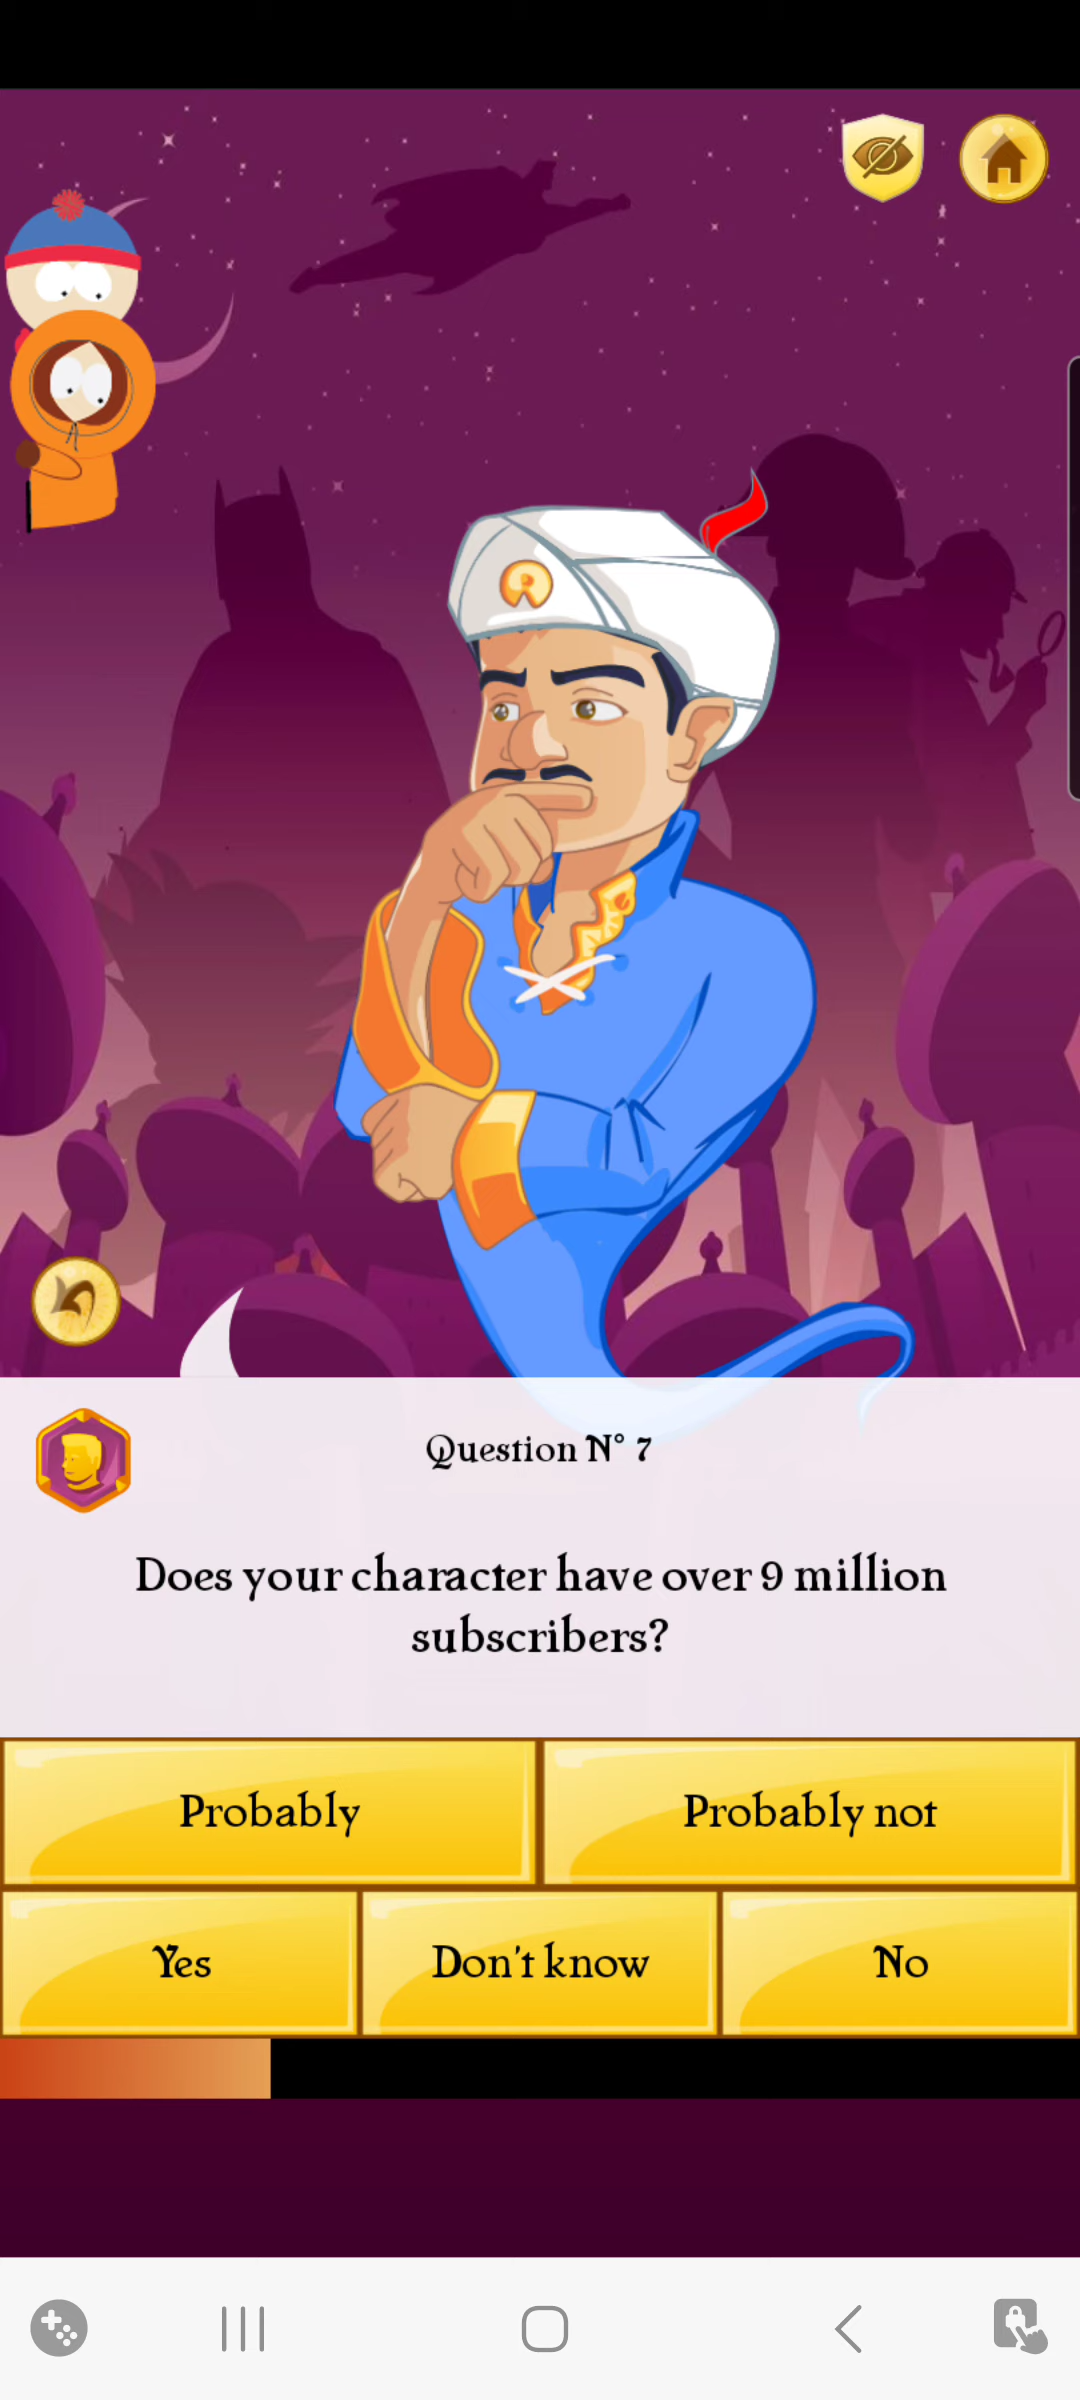 Question N° 7
Does your character have over 9 million
subscribers?
Probably
Probably not
Yes
Don't know
No